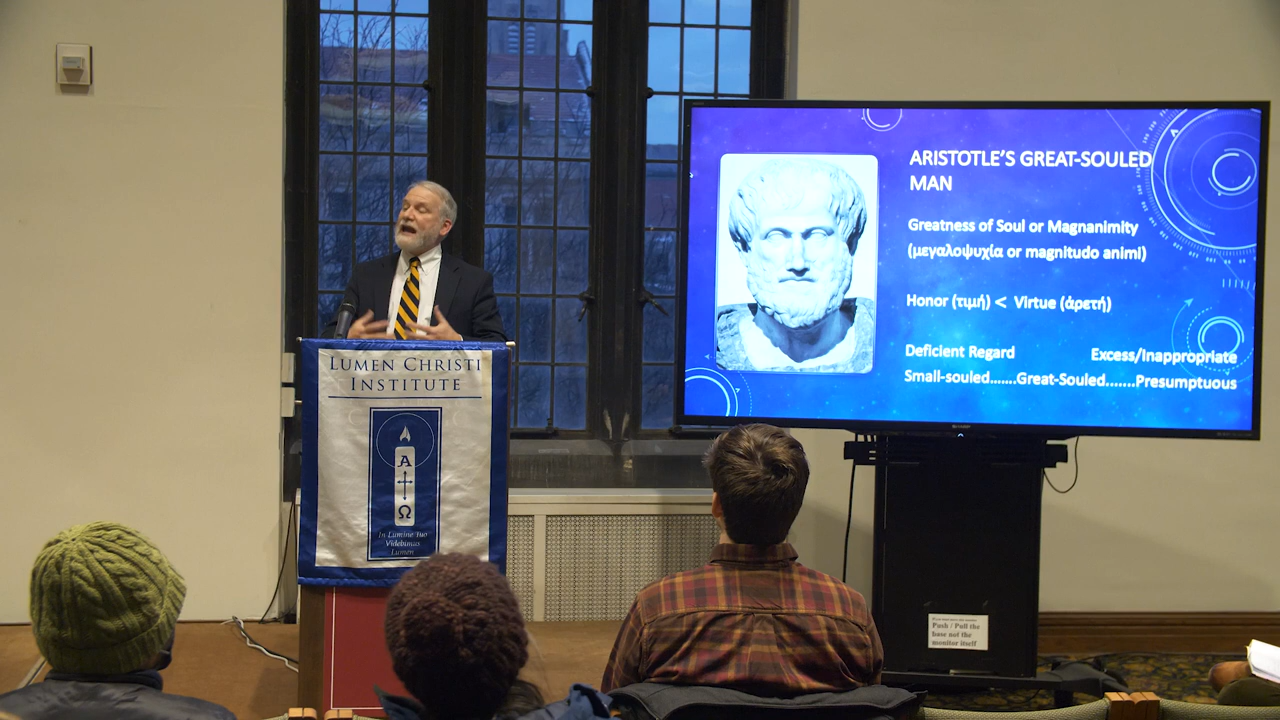 LUMEN CHRISTI
INSTITUTE
A
Ω
In Lumine Tuo
Videbimus
Lumen
ARISTOTLE'S GREAT-SOULED
MAN
Greatness of Soul or Magnanimity
(μεγαλοψυχία or magnitudo animi)
Honor (τιμή) < Virtue (ἀρετή)
Deficient Regard Excess/Inappropriate
Small-souled.......Great-Souled.......Presumptuous
SHARP
Push / Pull the
base not the
monitor itself